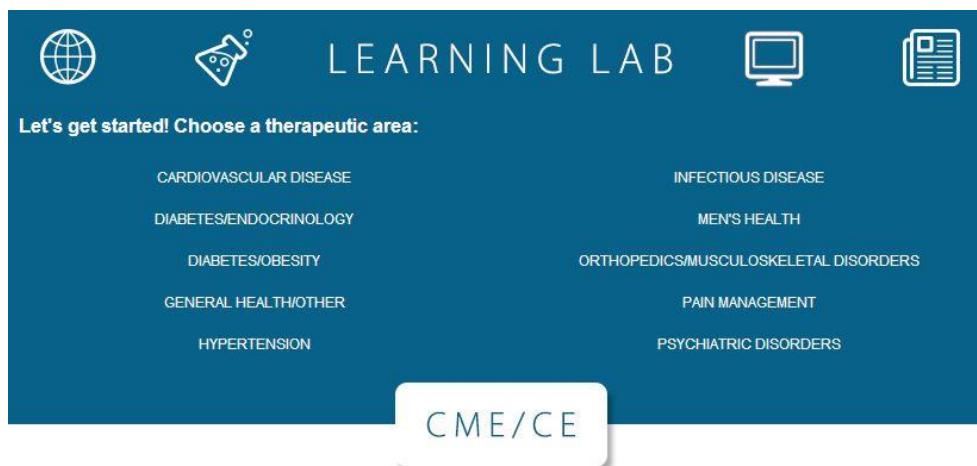 LEARNING LAB
Let's get started! Choose a therapeutic area:
CARDIOVASCULAR DISEASE
DIABETES/ENDOCRINOLOGY
DIABETES/OBESITY
GENERAL HEALTH/OTHER
HYPERTENSION
INFECTIOUS DISEASE
MEN'S HEALTH
ORTHOPEDICS/MUSCULOSKELETAL DISORDERS
PAIN MANAGEMENT
PSYCHIATRIC DISORDERS
CME/CE